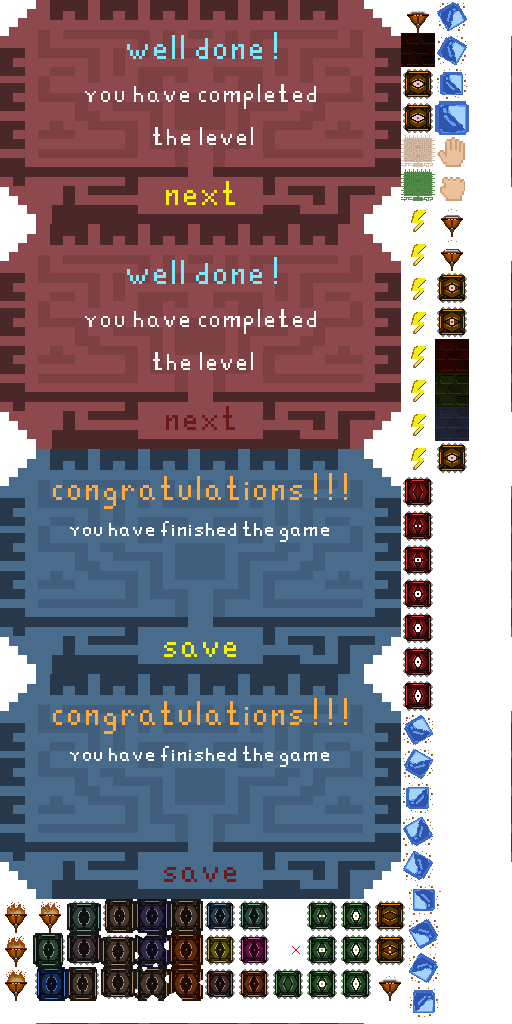 well done!
you have completed
the level
next
well done!
you have completed
the level
next
congratulations!!!
you have finished the game
save
congratulations!!!
you have finished the game
save